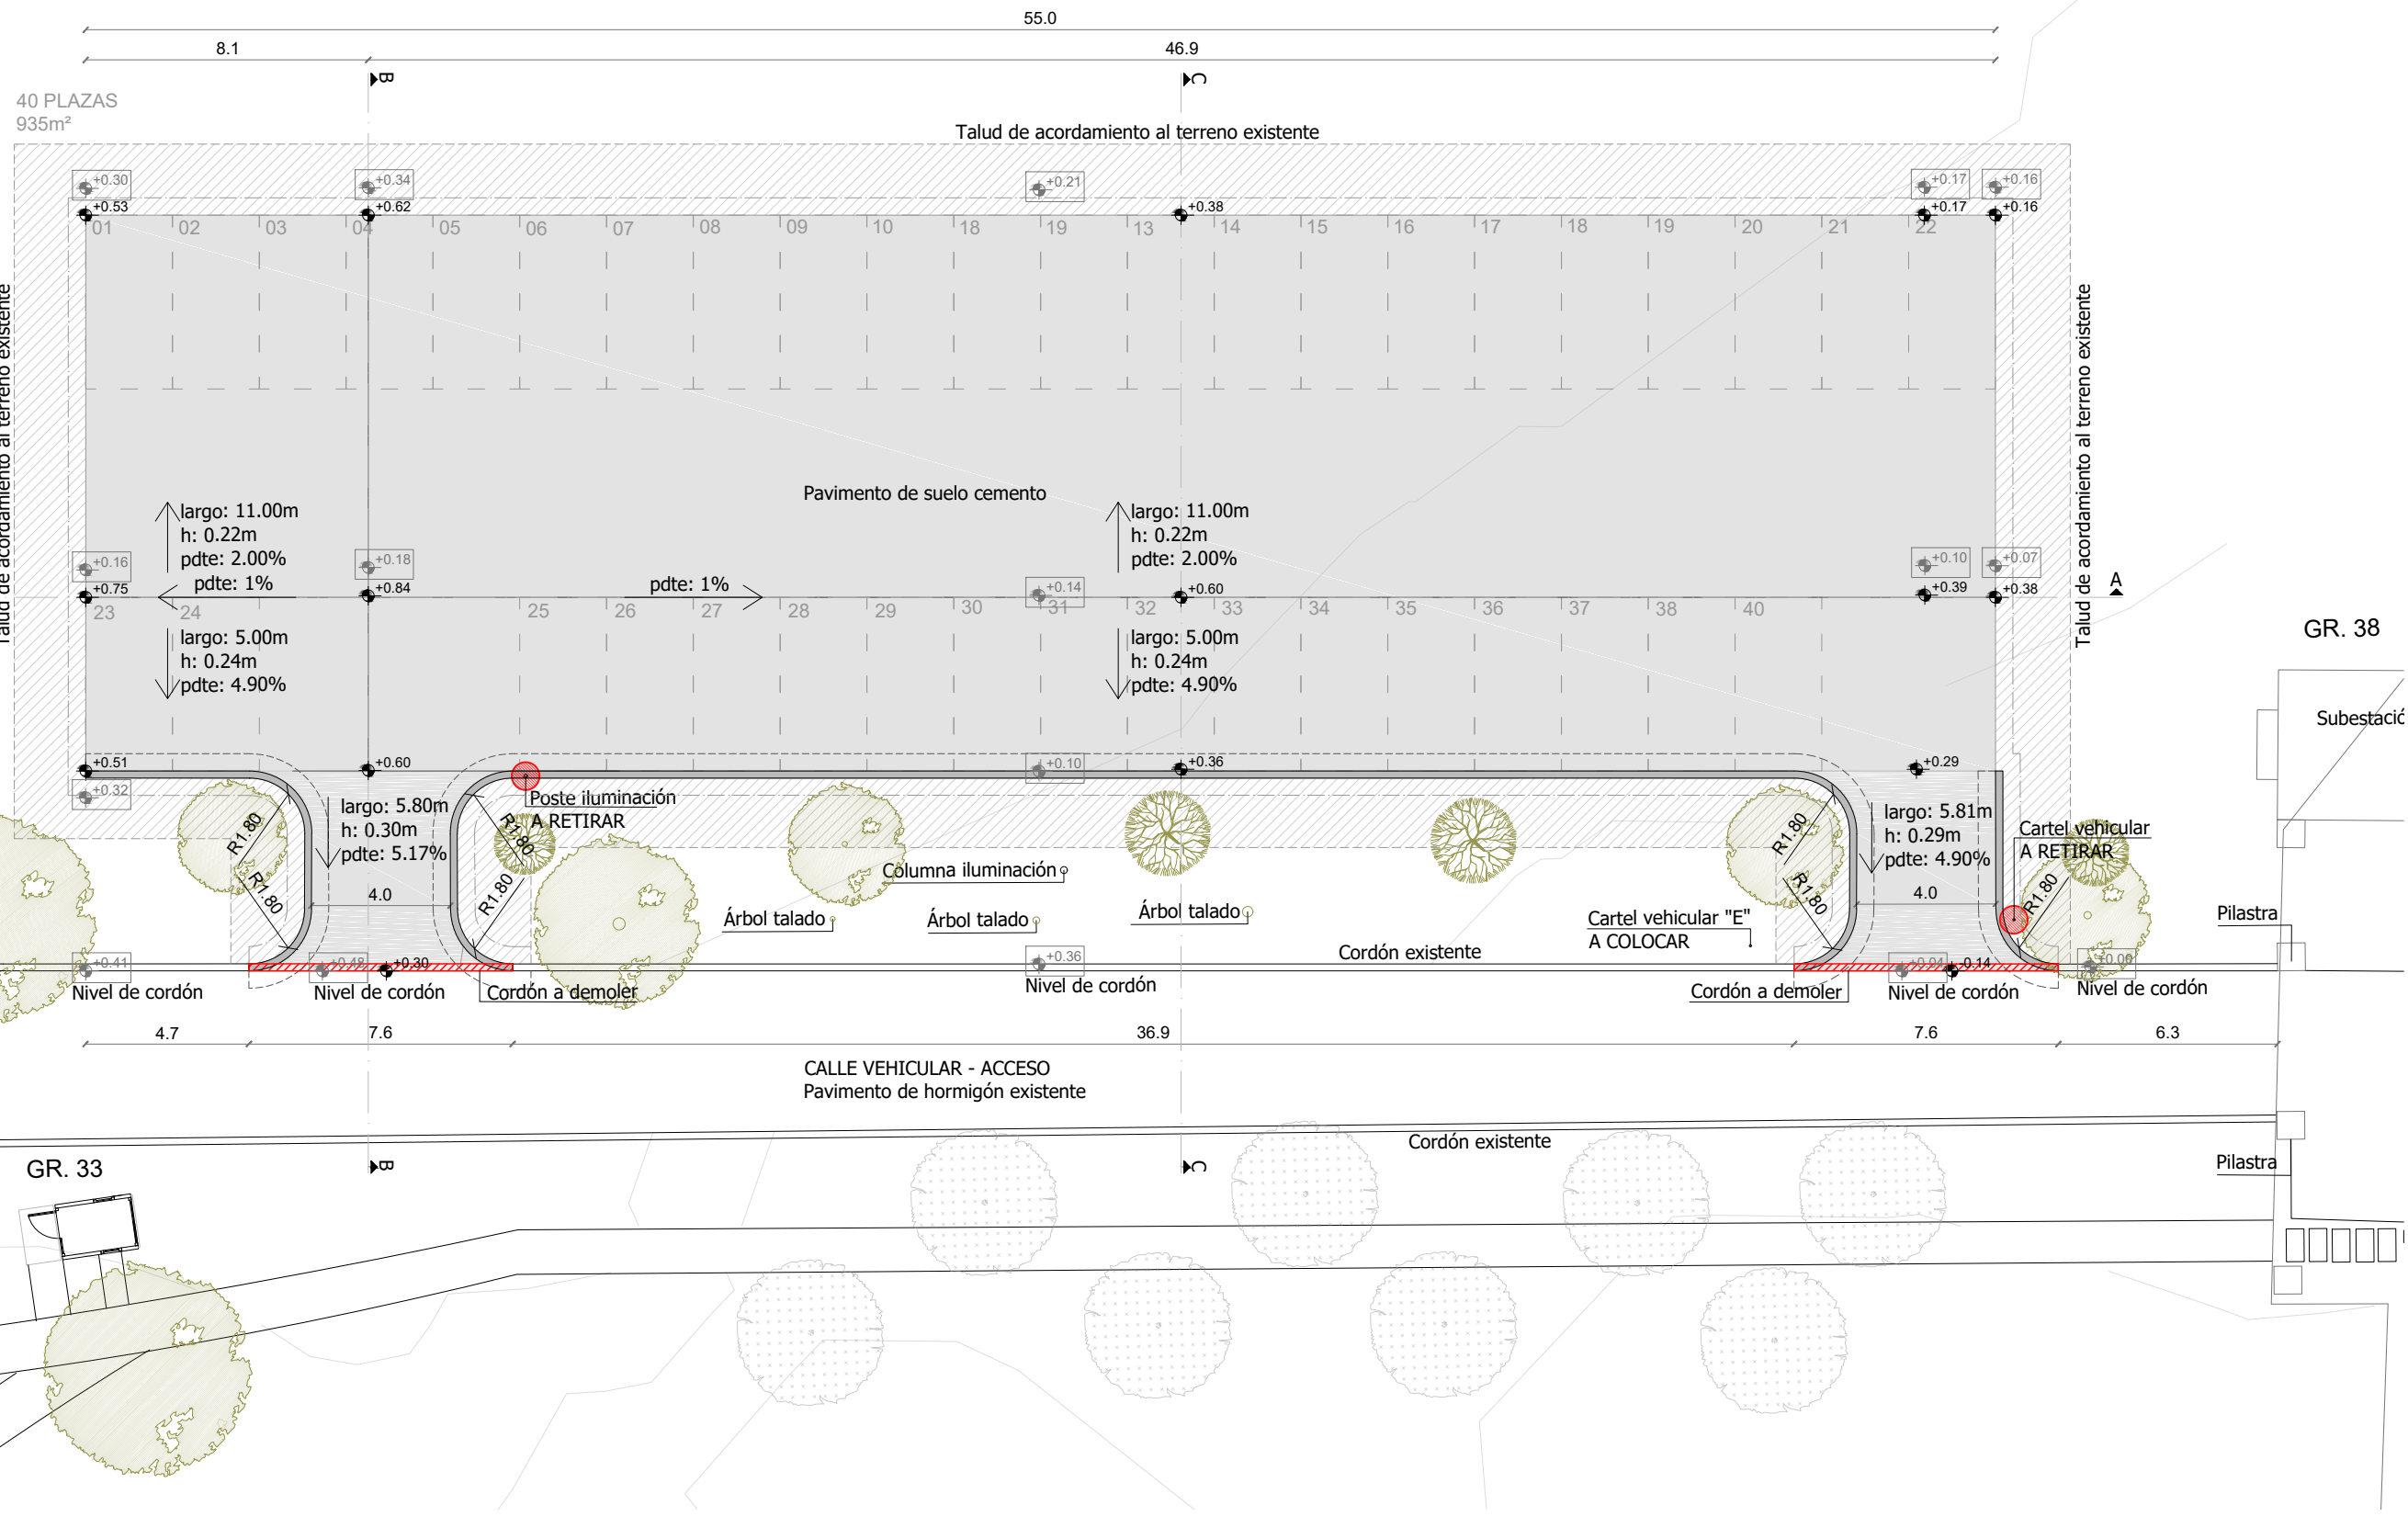 55.0
8.1
46.9
B
C
40 PLAZAS
935m²
Talud de acordamiento al terreno existente
+0.30
+0.34
+0.21
+0.17
+0.16
+0.53
+0.62
+0.38
+0.17
+0.16
01
02
03
04
05
06
07
08
09
10
18
19
13
14
15
16
17
18
19
20
21
22
Talud de acordamiento al terreno existente
Talud de acordamiento al terreno existente
Pavimento de suelo cemento
largo: 11.00m
h: 0.22m
pdte: 2.00%
largo: 11.00m
h: 0.22m
pdte: 2.00%
+0.16
+0.18
+0.14
+0.10
+0.07
pdte: 1%
pdte: 1%
+0.75
+0.84
+0.60
+0.39
+0.38
A
23
24
25
26
27
28
29
30
31
32
33
34
35
36
37
38
40
largo: 5.00m
h: 0.24m
pdte: 4.90%
largo: 5.00m
h: 0.24m
pdte: 4.90%
GR. 38
Subestació
+0.51
+0.60
+0.10
+0.36
+0.29
+0.32
Poste iluminación
A RETIRAR
largo: 5.80m
h: 0.30m
pdte: 5.17%
largo: 5.81m
h: 0.29m
pdte: 4.90%
Cartel vehicular
A RETIRAR
R1.80
R1.80
R1.80
R1.80
R1.80
R1.80
R1.80
4.0
4.0
Columna iluminación
Árbol talado
Árbol talado
Árbol talado
Cartel vehicular "E"
A COLOCAR
Pilastra
Cordón existente
+0.41
+0.48
+0.30
+0.36
+0.04
-0.14
+0.00
Nivel de cordón
Nivel de cordón
Cordón a demoler
Nivel de cordón
Cordón a demoler
Nivel de cordón
Nivel de cordón
4.7
7.6
36.9
7.6
6.3
CALLE VEHICULAR - ACCESO
Pavimento de hormigón existente
Cordón existente
GR. 33
B
C
Pilastra